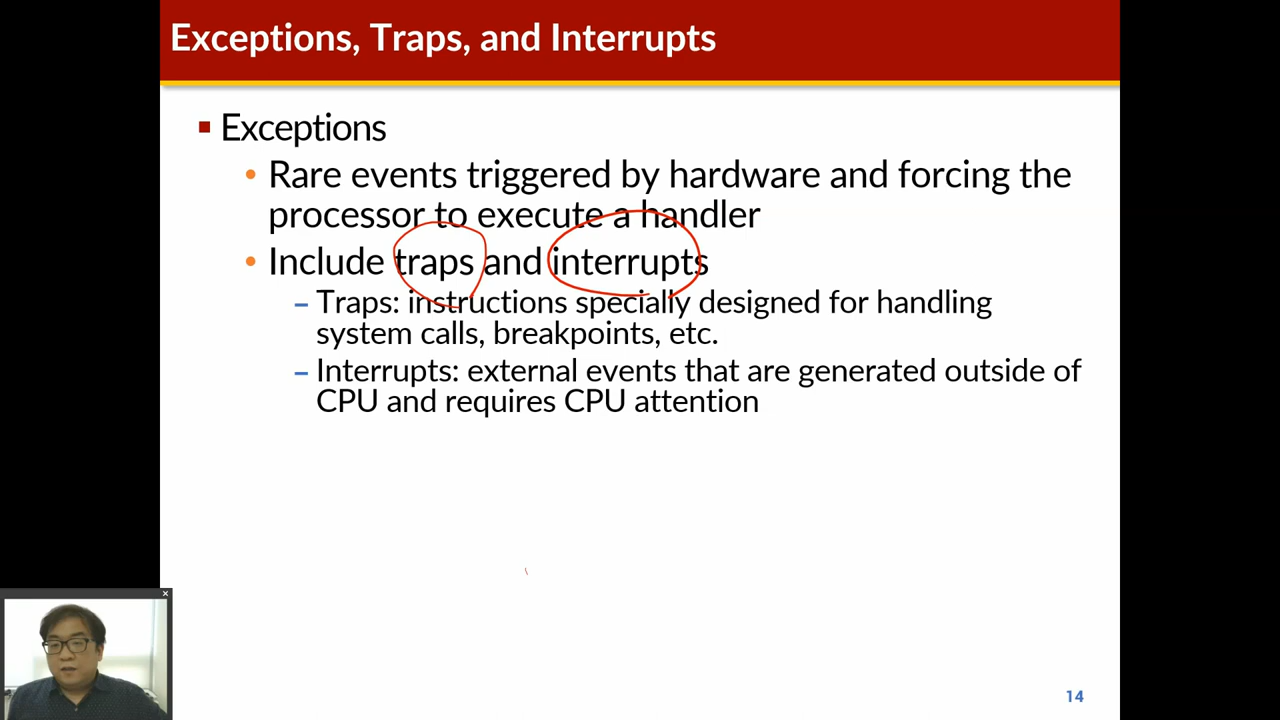 Exceptions, Traps, and Interrupts
Exceptions
Rare events triggered by hardware and forcing the
processor to execute a handler
Include traps and interrupts
Traps: instructions specially designed for handling
system calls, breakpoints, etc.
Interrupts: external events that are generated outside of
CPU and requires CPU attention
14